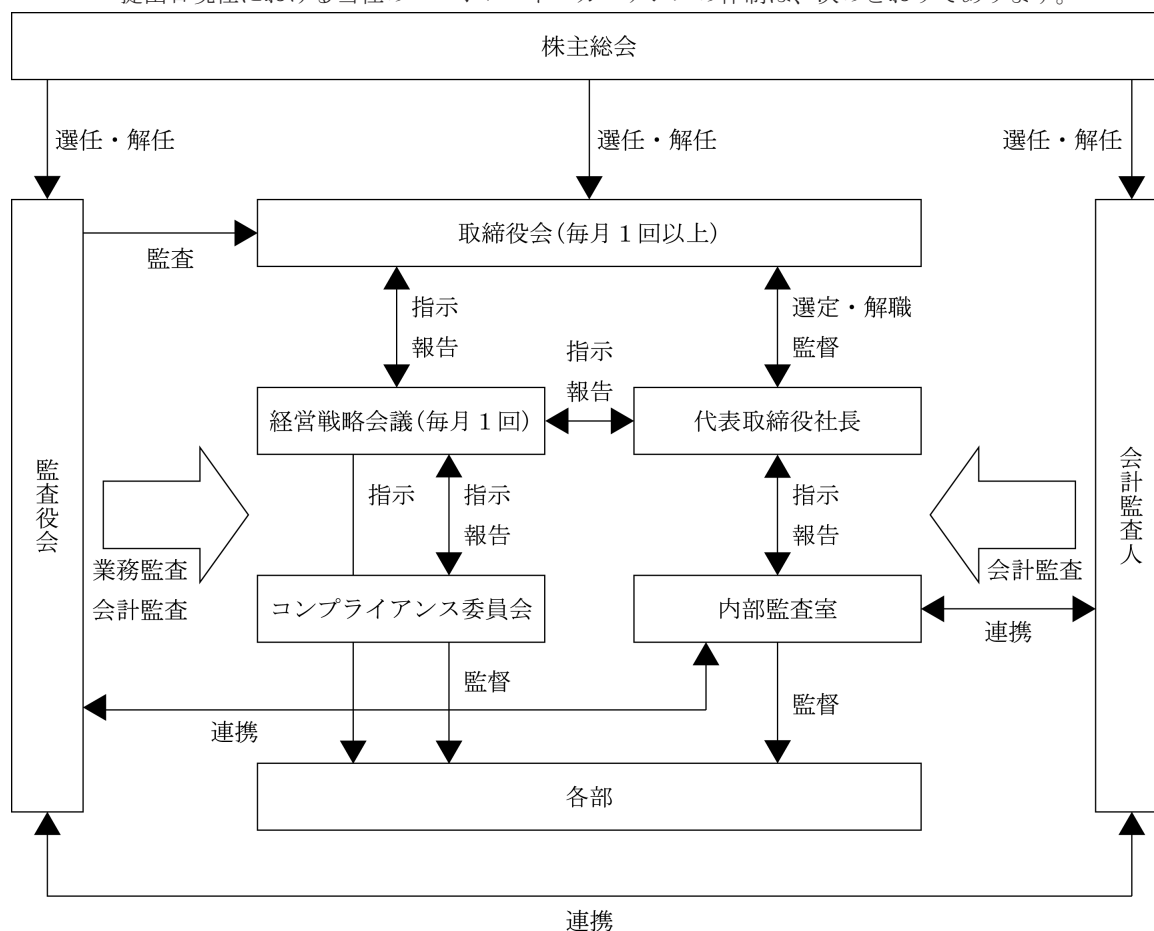 株主総会
選任・解任
選任・解任
選任・解任
取締役会(毎月1回以上)
監査
指示
報告
選定・解職
監督
指示
報告
経営戦略会議(毎月1回)
代表取締役社長
監査役会
会計監査人
指示
指示
報告
指示
報告
業務監査
会計監査
会計監査
コンプライアンス委員会
内部監査室
連携
監督
監督
連携
各部
連携